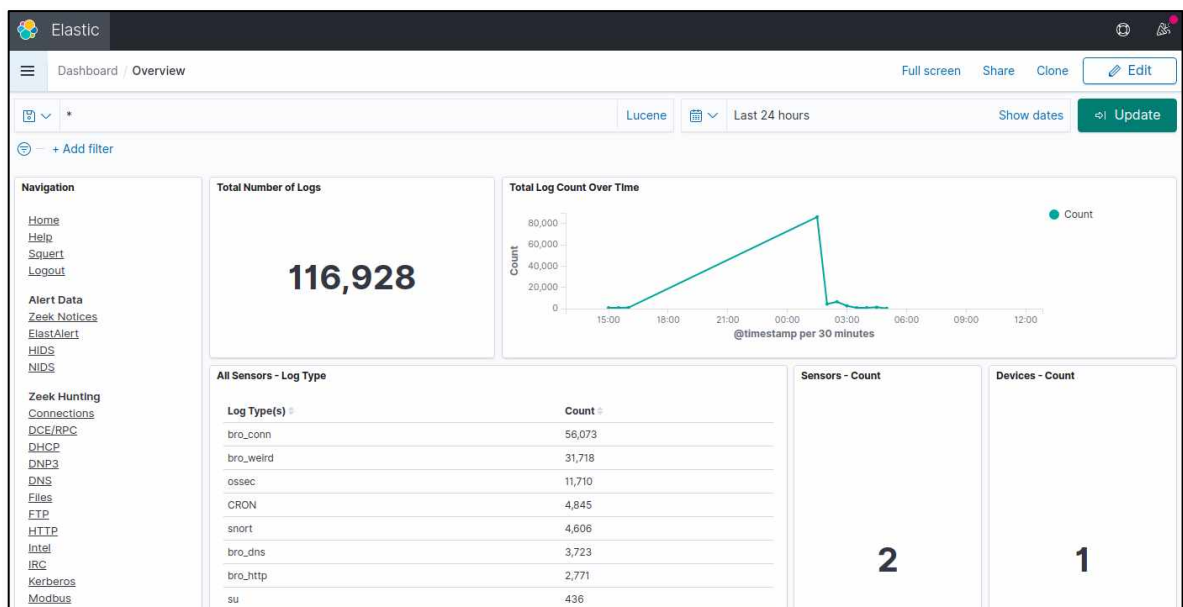 Elastic
Dashboard / Overview
Full screen Share Clone Edit
* Lucene Last 24 hours Show dates Update
+ Add filter
Navigation
Home
Help
Squert
Logout
Alert Data
Zeek Notices
ElastAlert
HIDS
NIDS
Zeek Hunting
Connections
DCE/RPC
DHCP
DNP3
DNS
Files
FTP
HTTP
Intel
IRC
Kerberos
Modbus
Total Number of Logs
116,928
Total Log Count Over TIme
Count
80,000
60,000
40,000
20,000
0
15:00 18:00 21:00 00:00 03:00 06:00 09:00 12:00
@timestamp per 30 minutes
Count
All Sensors - Log Type
Log Type(s) Count
bro_conn 56,073
bro_weird 31,718
ossec 11,710
CRON 4,845
snort 4,606
bro_dns 3,723
bro_http 2,771
su 436
Sensors - Count
2
Devices - Count
1